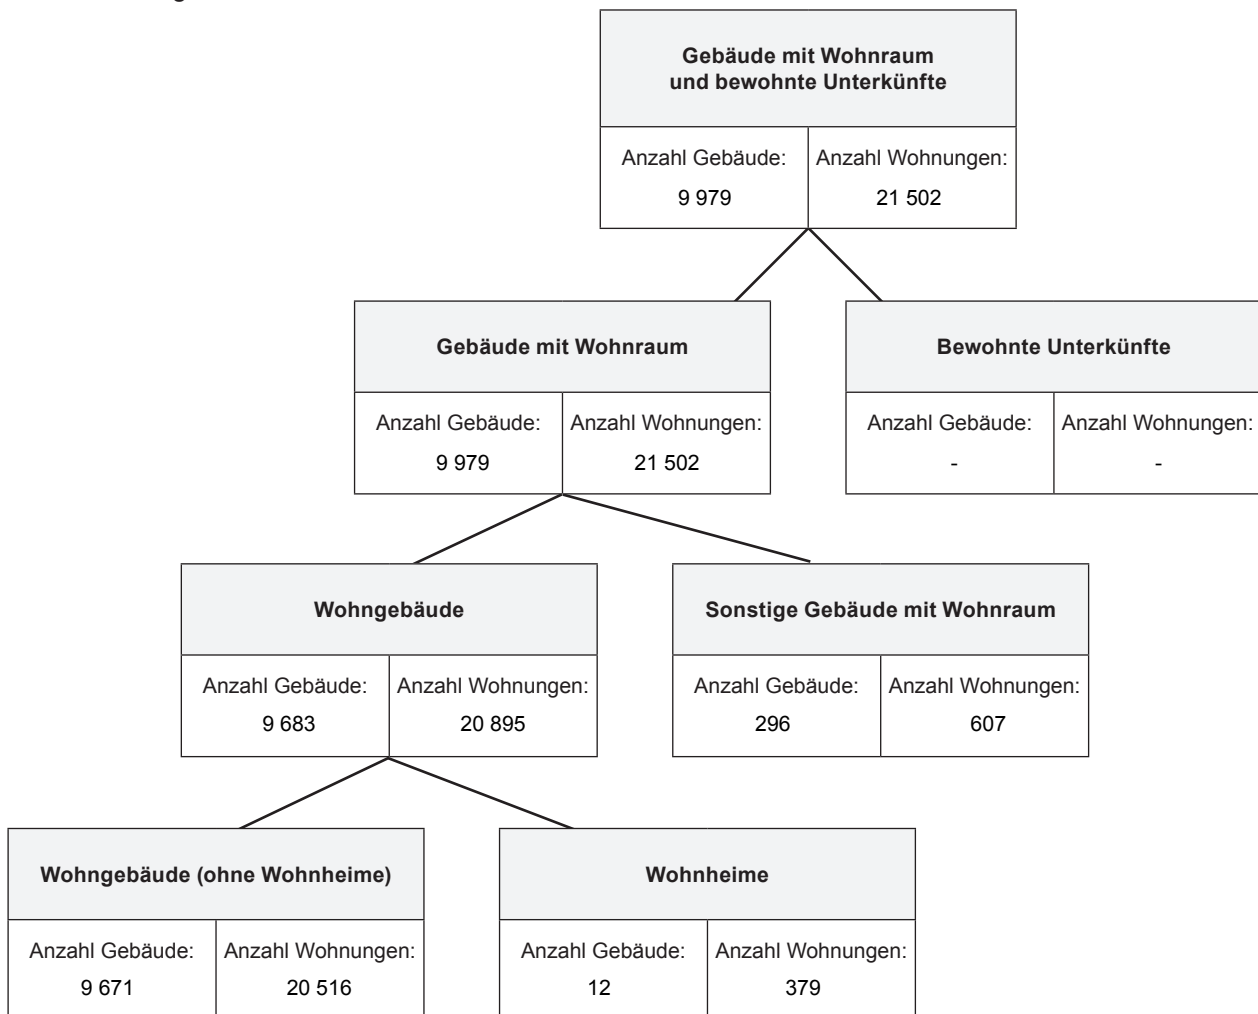 Gebäude mit Wohnraum
und bewohnte Unterkünfte
Anzahl Gebäude: Anzahl Wohnungen:
9 979 21 502
Gebäude mit Wohnraum Bewohnte Unterkünfte
Anzahl Gebäude: Anzahl Wohnungen: Anzahl Gebäude: Anzahl Wohnungen:
9 979 21 502 - -
Wohngebäude Sonstige Gebäude mit Wohnraum
Anzahl Gebäude: Anzahl Wohnungen: Anzahl Gebäude: Anzahl Wohnungen:
9 683 20 895 296 607
Wohngebäude (ohne Wohnheime) Wohnheime
Anzahl Gebäude: Anzahl Wohnungen: Anzahl Gebäude: Anzahl Wohnungen:
9 671 20 516 12 379